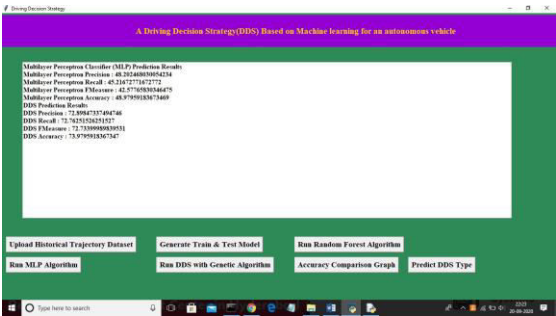 Driving Decision Strategy
A Driving Decision Strategy(DDS) Based on Machine learning for an autonomous vehicle
Multilayer Perceptron Classifier (MLP) Prediction Results
Multilayer Perceptron Precision : 48.202468030054234
Multilayer Perceptron Recall : 45.21672771672772
Multilayer Perceptron FMeasure : 42.57765830346475
Multilayer Perceptron Accuracy : 48.97959183673469
DDS Prediction Results
DDS Precision : 72.89847337494746
DDS Recall : 72.76251526251527
DDS FMeasure : 72.73399989839531
DDS Accuracy : 73.9795918367347
Upload Historical Trajectory Dataset Generate Train & Test Model Run Random Forest Algorithm
Run MLP Algorithm Run DDS with Genetic Algorithm Accuracy Comparison Graph Predict DDS Type
Type here to search